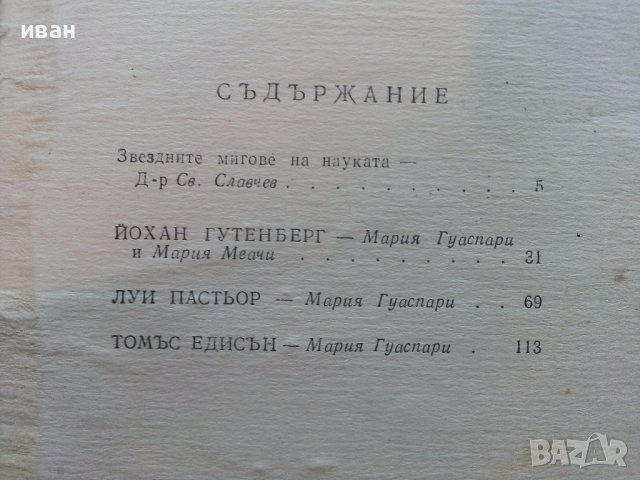 иван
СЪДЪРЖАНИЕ
Звездните мигове на науката —
Д-р Св. Славчев . . . . . . . . . . 5
ЙОХАН ГУТЕНБЕРГ — Мария Гуаспари
и Мария Меачи . . . . . . . . . 31
ЛУИ ПАСТЬОР — Мария Гуаспари . . 69
ТОМЪС ЕДИСЪН — Мария Гуаспари . 113
BAZAR